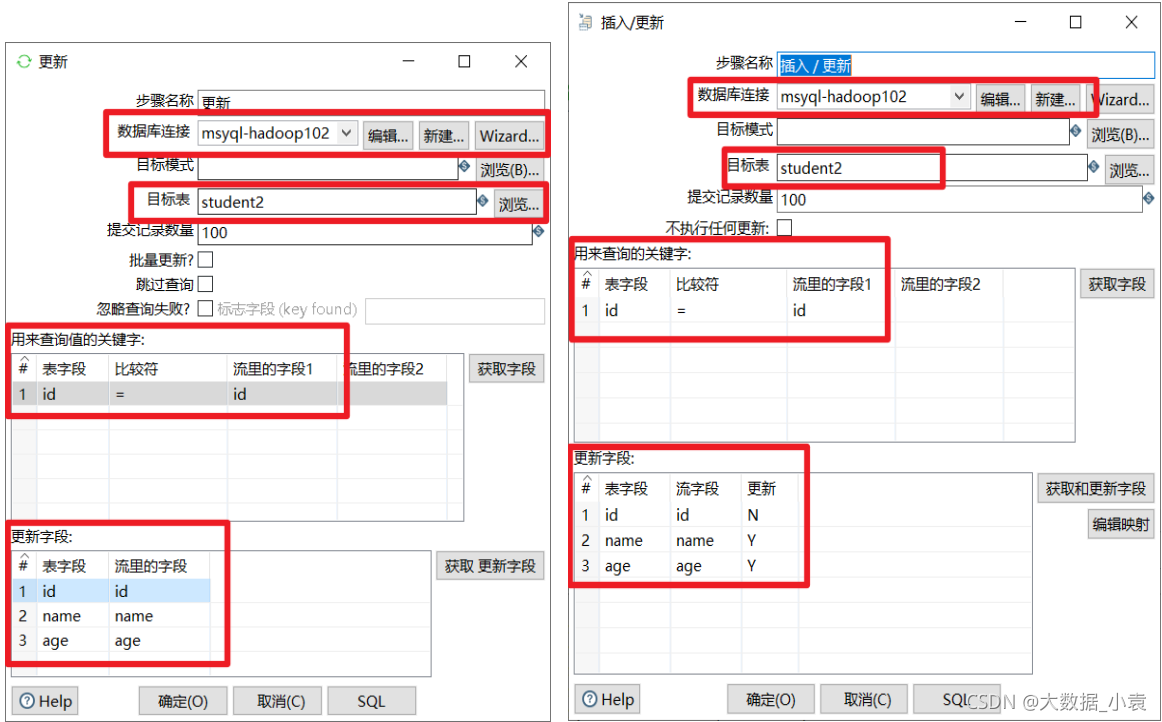 更新
步骤名称 更新
数据库连接 msyql-hadoop102 编辑... 新建... Wizard...
目标模式 浏览(B)...
目标表 student2 浏览...
提交记录数量 100
批量更新?
跳过查询
忽略查询失败? 标志字段 (key found)
用来查询值的关键字:
# 表字段 比较符 流里的字段1 流里的字段2 获取字段
1 id = id
更新字段:
# 表字段 流里的字段 获取 更新字段
1 id id
2 name name
3 age age
Help 确定(O) 取消(C) SQL
插入/更新
步骤名称 插入 / 更新
数据库连接 msyql-hadoop102 编辑... 新建... Wizard...
目标模式 浏览(B)...
目标表 student2 浏览...
提交记录数量 100
不执行任何更新:
用来查询的关键字:
# 表字段 比较符 流里的字段1 流里的字段2 获取字段
1 id = id
更新字段:
# 表字段 流字段 更新 获取和更新字段
1 id id N 编辑映射
2 name name Y
3 age age Y
Help 确定(O) 取消(C) SQL
CSDN @大数据_小袁